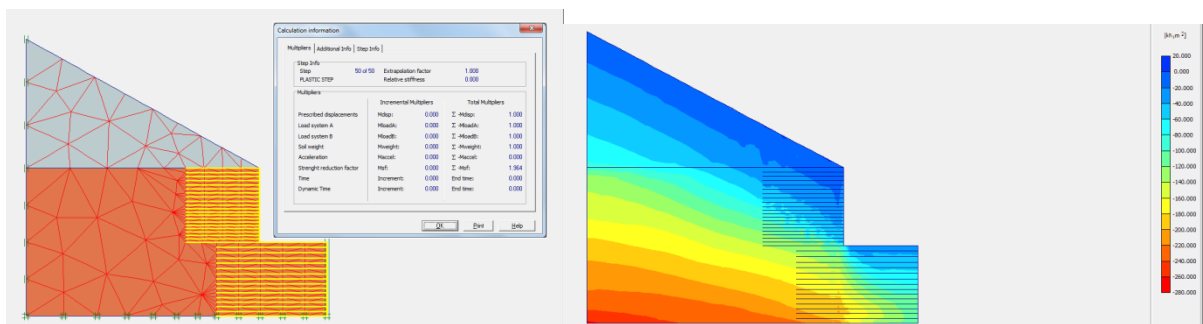 Calculation information
Multipliers Additional Info Step Info
Step Info
Step 50 of 50 Extrapolation factor 1.000
PLASTIC STEP Relative stiffness 0.000
Multipliers
Incremental Multipliers Total Multipliers
Prescribed displacements Mdisp: 0.000 Σ -Mdisp: 1.000
Load system A MloadA: 0.000 Σ -MloadA: 1.000
Load system B MloadB: 0.000 Σ -MloadB: 1.000
Soil weight Mweight: 0.000 Σ -Mweight: 1.000
Acceleration Maccel: 0.000 Σ -Maccel: 0.000
Strenght reduction factor Msf: 0.000 Σ -Msf: 1.964
Time Increment: 0.000 End time: 0.000
Dynamic Time Increment: 0.000 End time: 0.000
OK Print Help
[kN/m²]
20.000
0.000
-20.000
-40.000
-60.000
-80.000
-100.000
-120.000
-140.000
-160.000
-180.000
-200.000
-220.000
-240.000
-260.000
-280.000